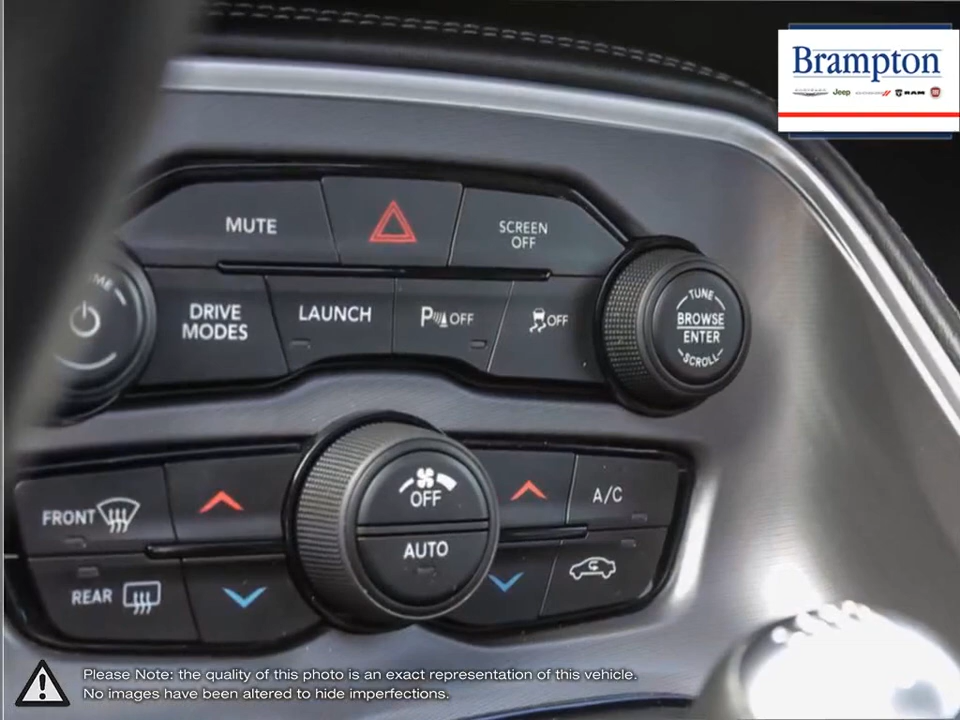 Brampton
CHRYSLER Jeep RAM
MUTE
SCREEN
OFF
DRIVE
MODES
LAUNCH
P OFF
OFF
TUNE
BROWSE
ENTER
SCROLL
FRONT
OFF
A/C
AUTO
REAR
Please Note: the quality of this photo is an exact representation of this vehicle.
No images have been altered to hide imperfections.